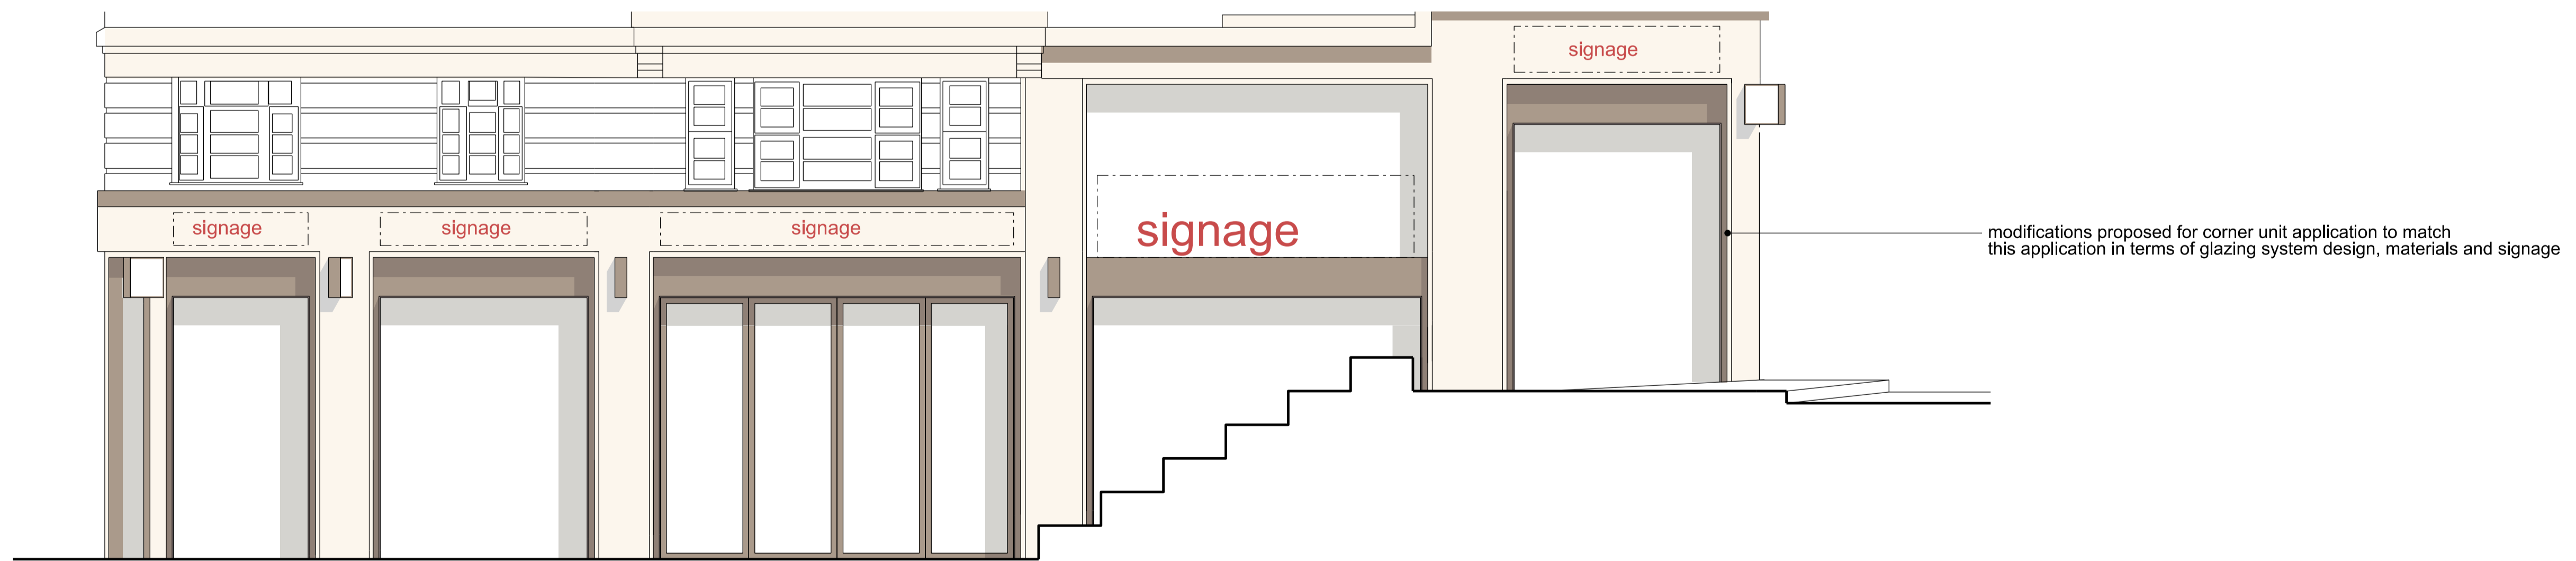 signage
signage
signage
signage
signage
modifications proposed for corner unit application to match
this application in terms of glazing system design, materials and signage